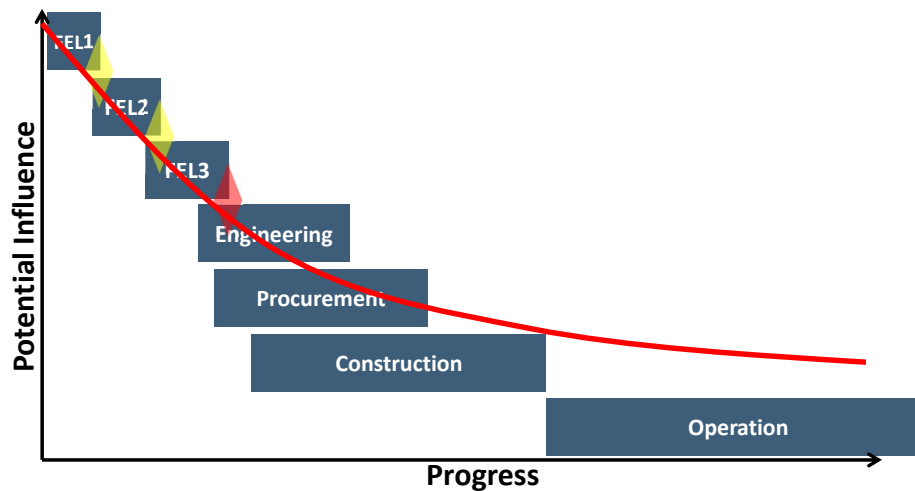 FEL1
FEL2
FEL3
Engineering
Procurement
Construction
Operation
Potential Influence
Progress